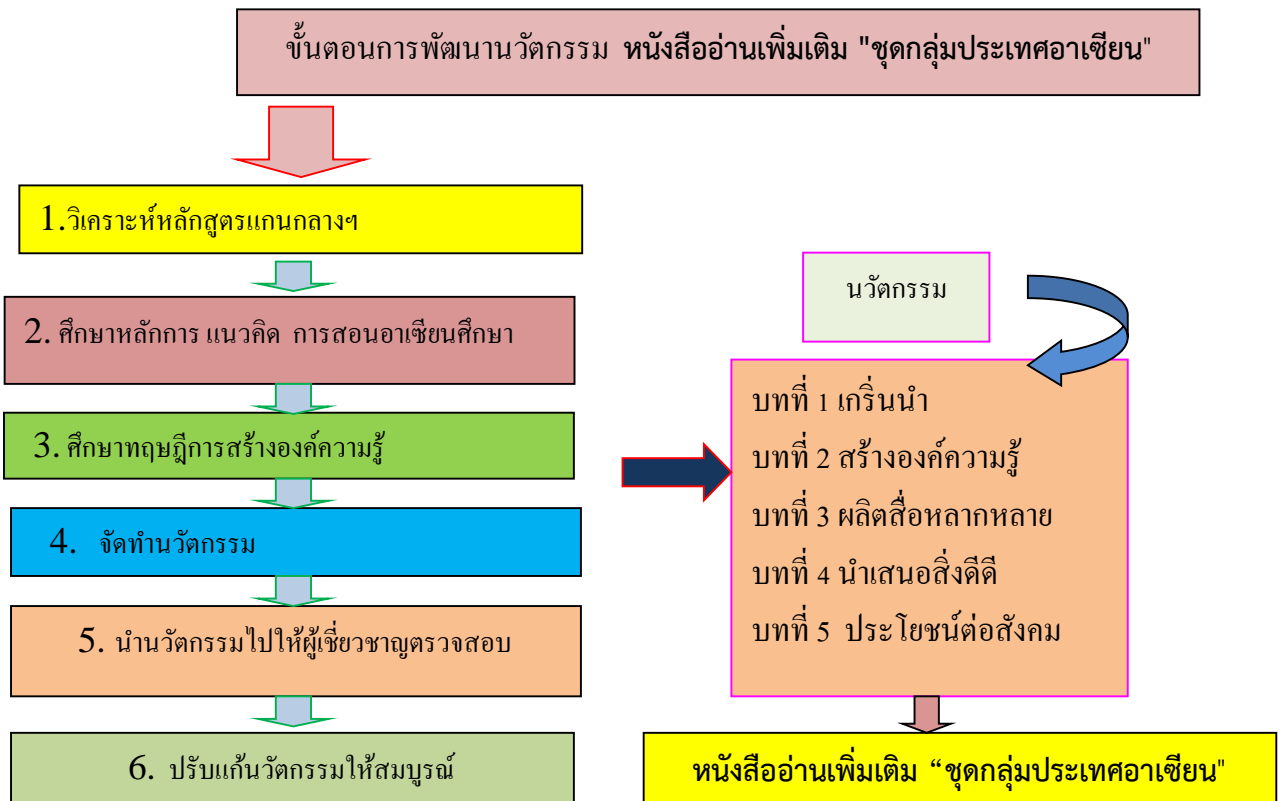 ขั้นตอนการพัฒนานวัตกรรม หนังสืออ่านเพิ่มเติม "ชุดกลุ่มประเทศอาเซียน"
1.วิเคราะห์หลักสูตรแกนกลางฯ
2. ศึกษาหลักการ แนวคิด การสอนอาเซียนศึกษา
3. ศึกษาทฤษฎีการสร้างองค์ความรู้
4. จัดทำนวัตกรรม
5. นำนวัตกรรมไปให้ผู้เชี่ยวชาญตรวจสอบ
6. ปรับแก้นวัตกรรมให้สมบูรณ์
นวัตกรรม
บทที่ 1 เกริ่นนำ
บทที่ 2 สร้างองค์ความรู้
บทที่ 3 ผลิตสื่อหลากหลาย
บทที่ 4 นำเสนอสิ่งดีดี
บทที่ 5 ประโยชน์ต่อสังคม
หนังสืออ่านเพิ่มเติม “ชุดกลุ่มประเทศอาเซียน"